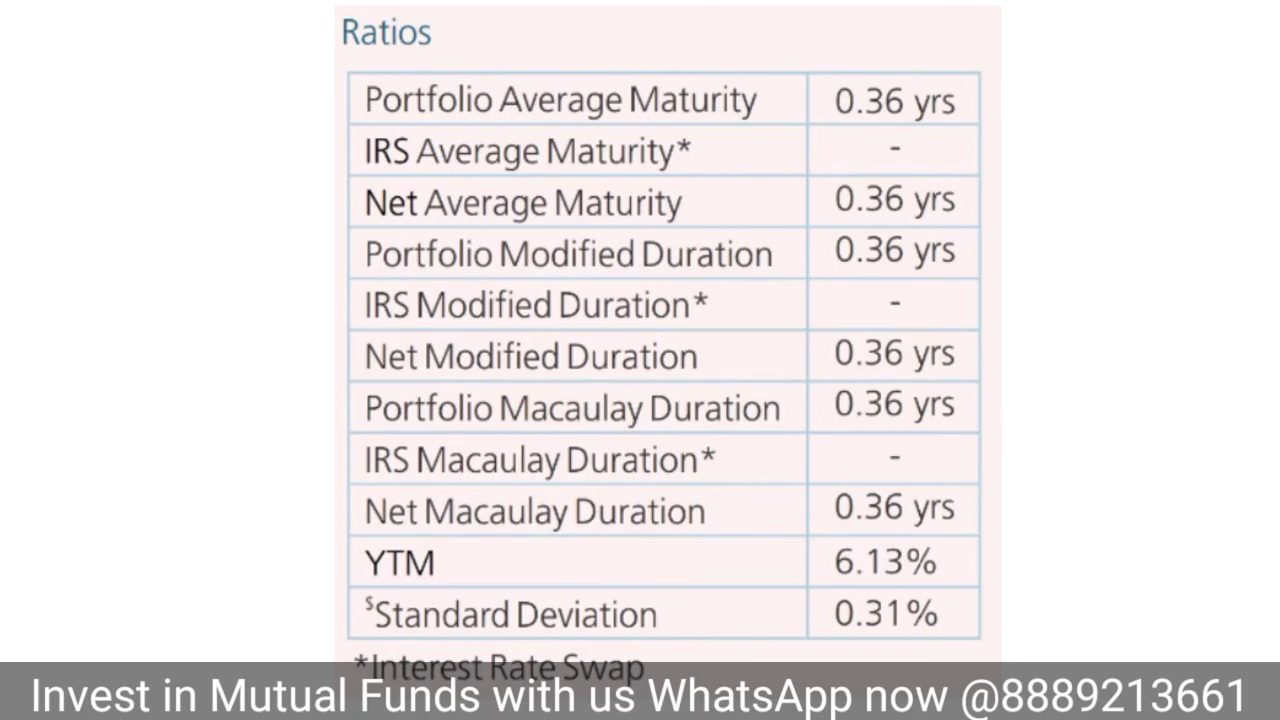 Ratios
Portfolio Average Maturity 0.36 yrs
IRS Average Maturity* -
Net Average Maturity 0.36 yrs
Portfolio Modified Duration 0.36 yrs
IRS Modified Duration* -
Net Modified Duration 0.36 yrs
Portfolio Macaulay Duration 0.36 yrs
IRS Macaulay Duration* -
Net Macaulay Duration 0.36 yrs
YTM 6.13%
$Standard Deviation 0.31%
*Interest Rate Swap
Invest in Mutual Funds with us WhatsApp now @8889213661